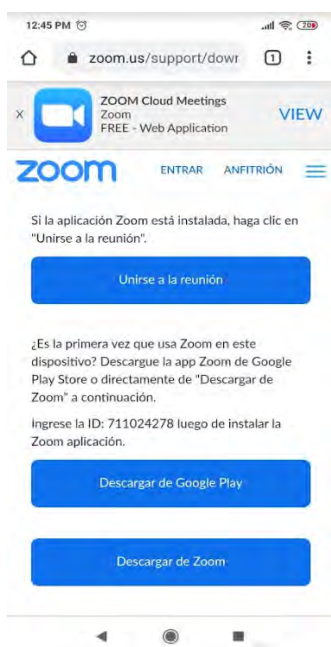 12:45 PM
20
zoom.us/support/dowr
1
ZOOM Cloud Meetings
Zoom
FREE - Web Application
x
VIEW
zoom
ENTRAR
ANFITRIÓN
Si la aplicación Zoom está instalada, haga clic en
"Unirse a la reunión".
Unirse a la reunión
¿Es la primera vez que usa Zoom en este
dispositivo? Descargue la app Zoom de Google
Play Store o directamente de "Descargar de
Zoom" a continuación.
Ingrese la ID: 711024278 luego de instalar la
Zoom aplicación.
Descargar de Google Play
Descargar de Zoom